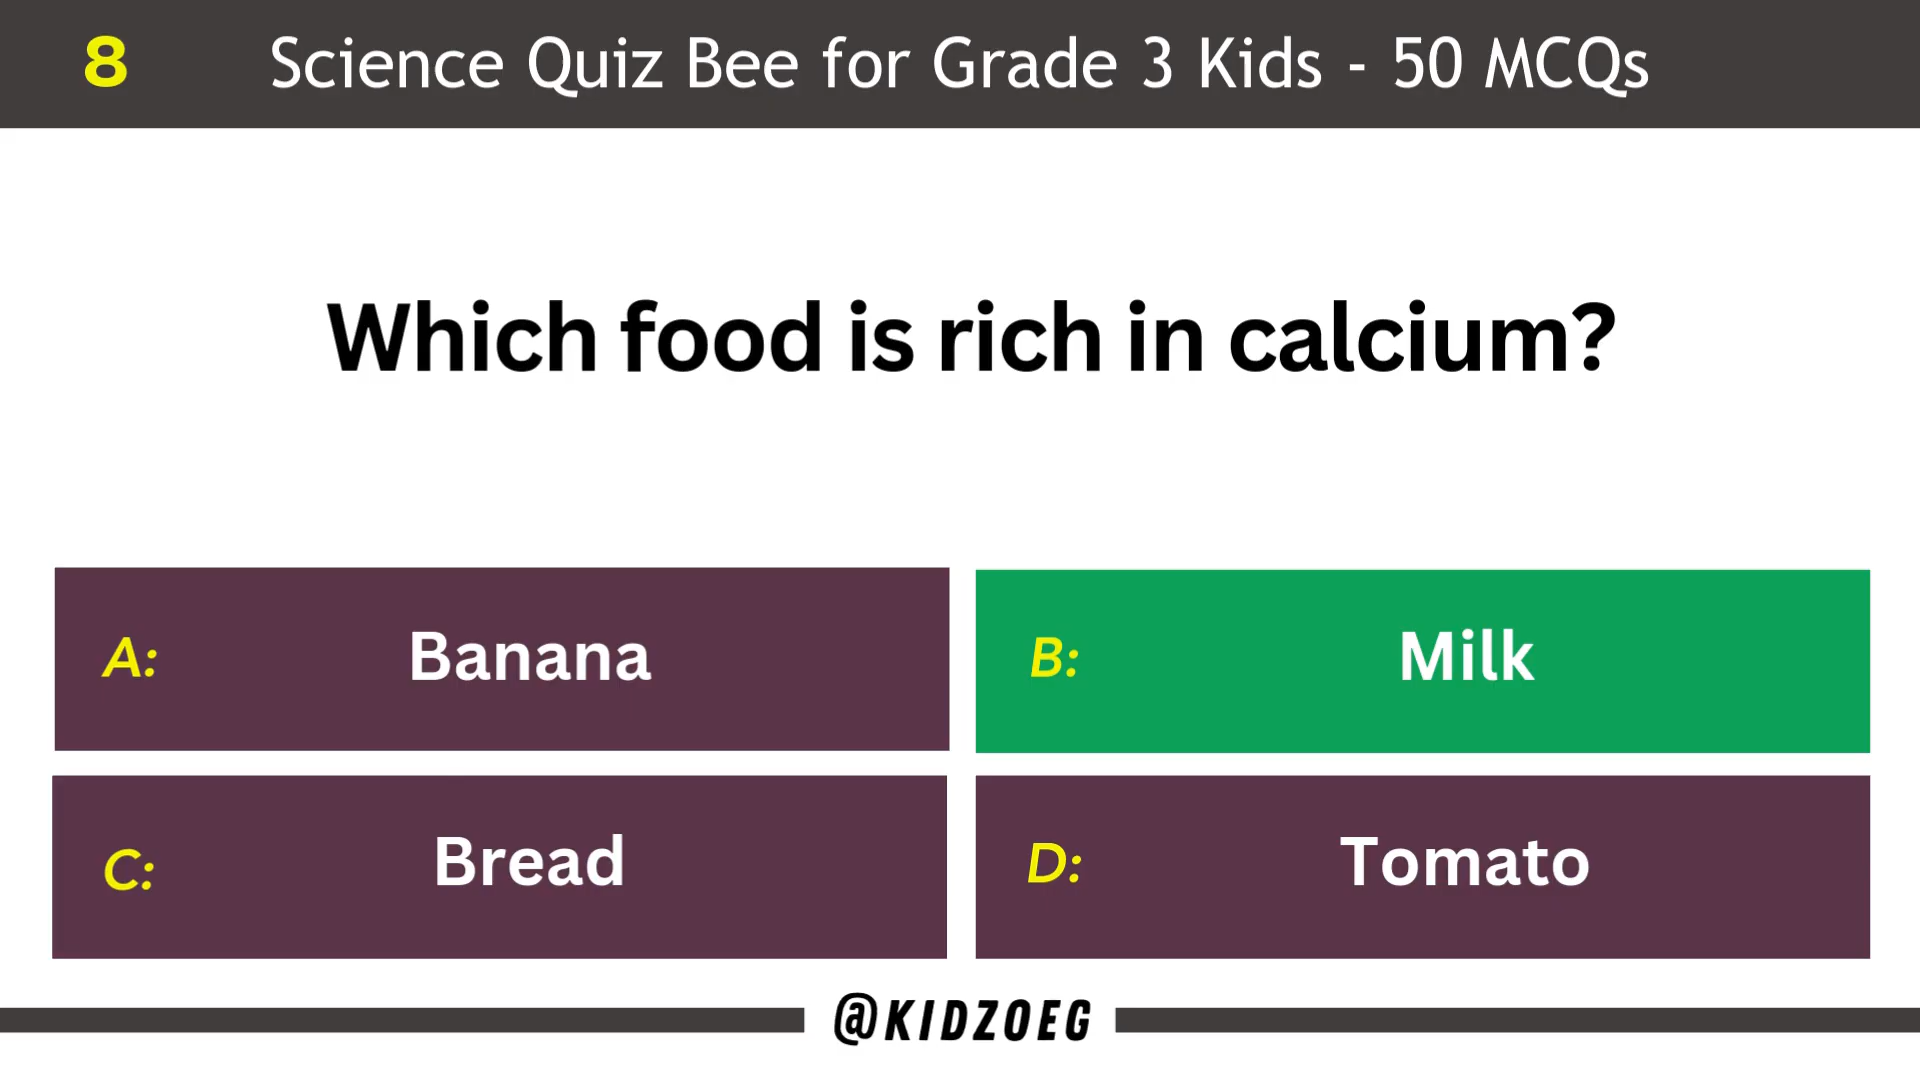 8
Science Quiz Bee for Grade 3 Kids - 50 MCQs
Which food is rich in calcium?
A: Banana
B: Milk
C: Bread
D: Tomato
@KIDZOEG